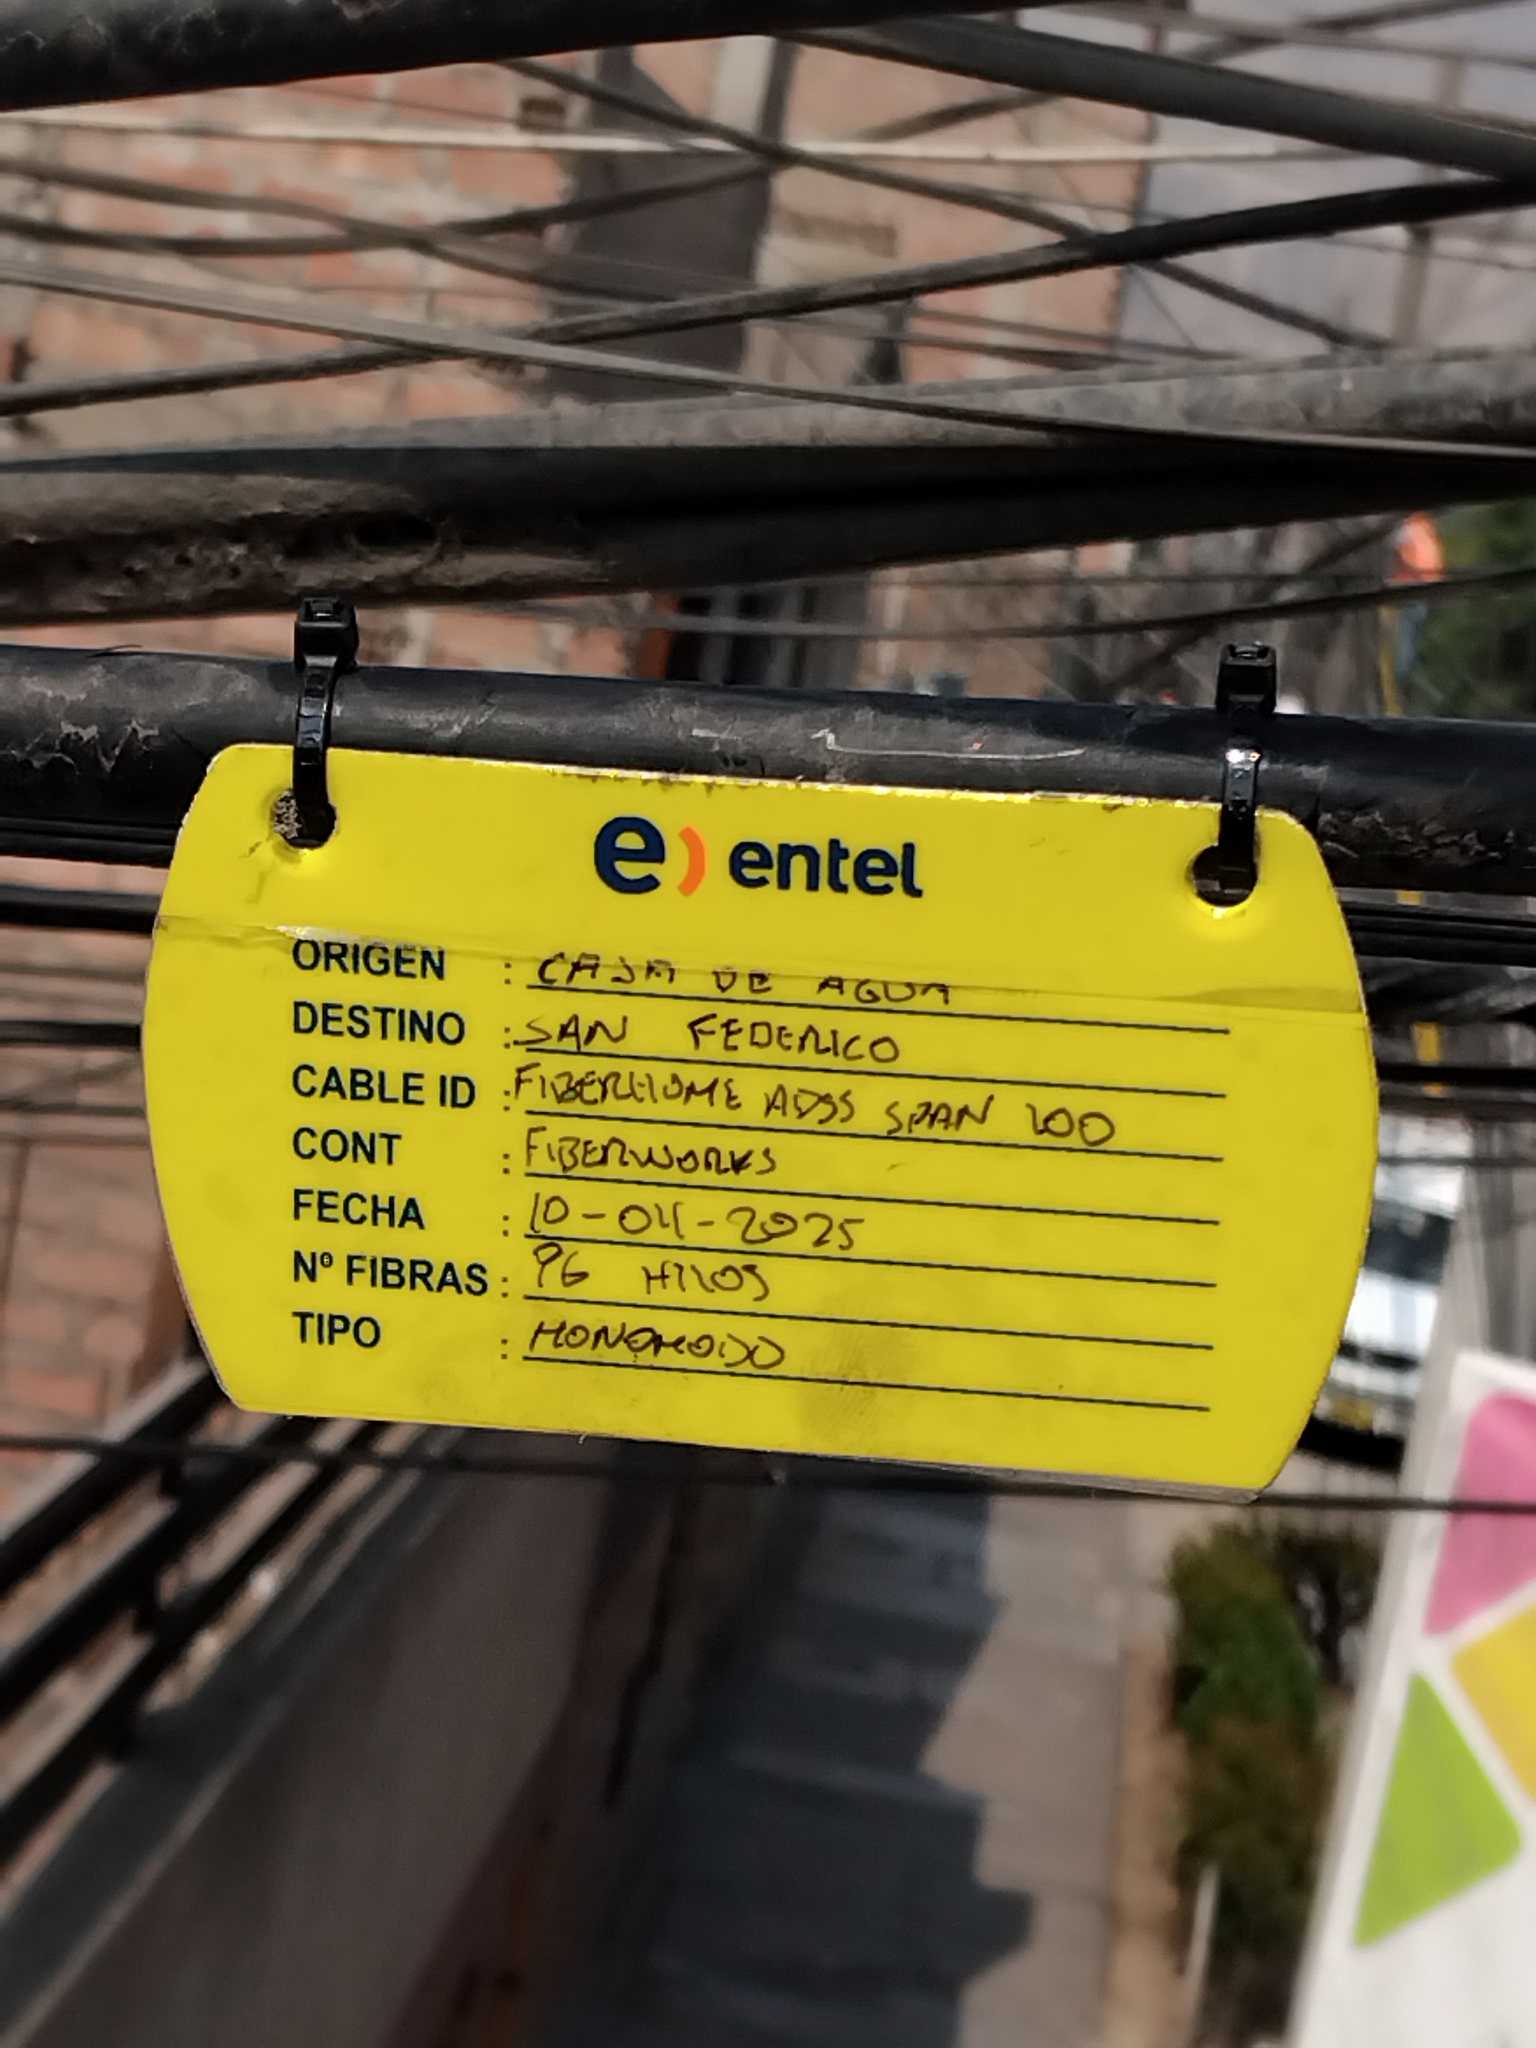 e) entel
ORIGEN : CAJA DE AGUA
DESTINO : SAN FEDERICO
CABLE ID : FIBERHOME ADSS SPAN 100
CONT : FIBERWORKS
FECHA : 10-04-2025
Nº FIBRAS : 96 HILOS
TIPO : MONOMODO